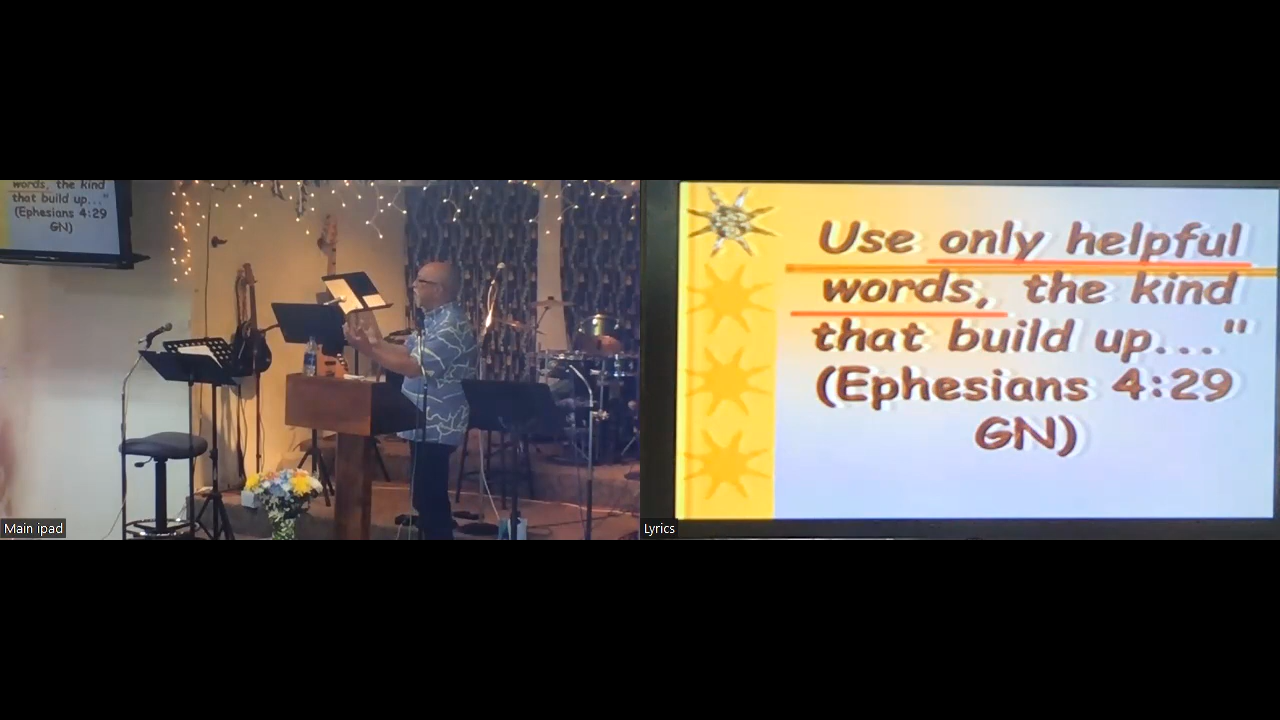 words, the kind
that build up..."
(Ephesians 4:29
GN)
Main ipad
Use only helpful
words, the kind
that build up..."
(Ephesians 4:29
GN)
Lyrics